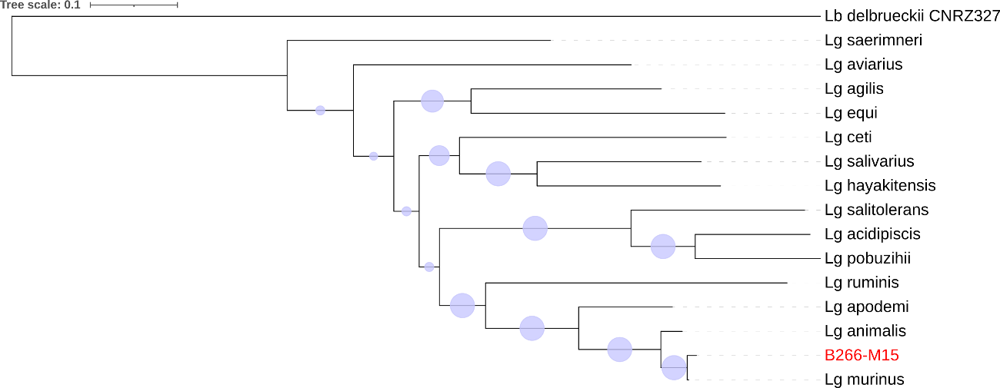 Tree scale: 0.1
Lb delbrueckii CNRZ327
Lg saerimneri
Lg aviarius
Lg agilis
Lg equi
Lg ceti
Lg salivarius
Lg hayakitensis
Lg salitolerans
Lg acidipiscis
Lg pobuzihii
Lg ruminis
Lg apodemi
Lg animalis
B266-M15
Lg murinus